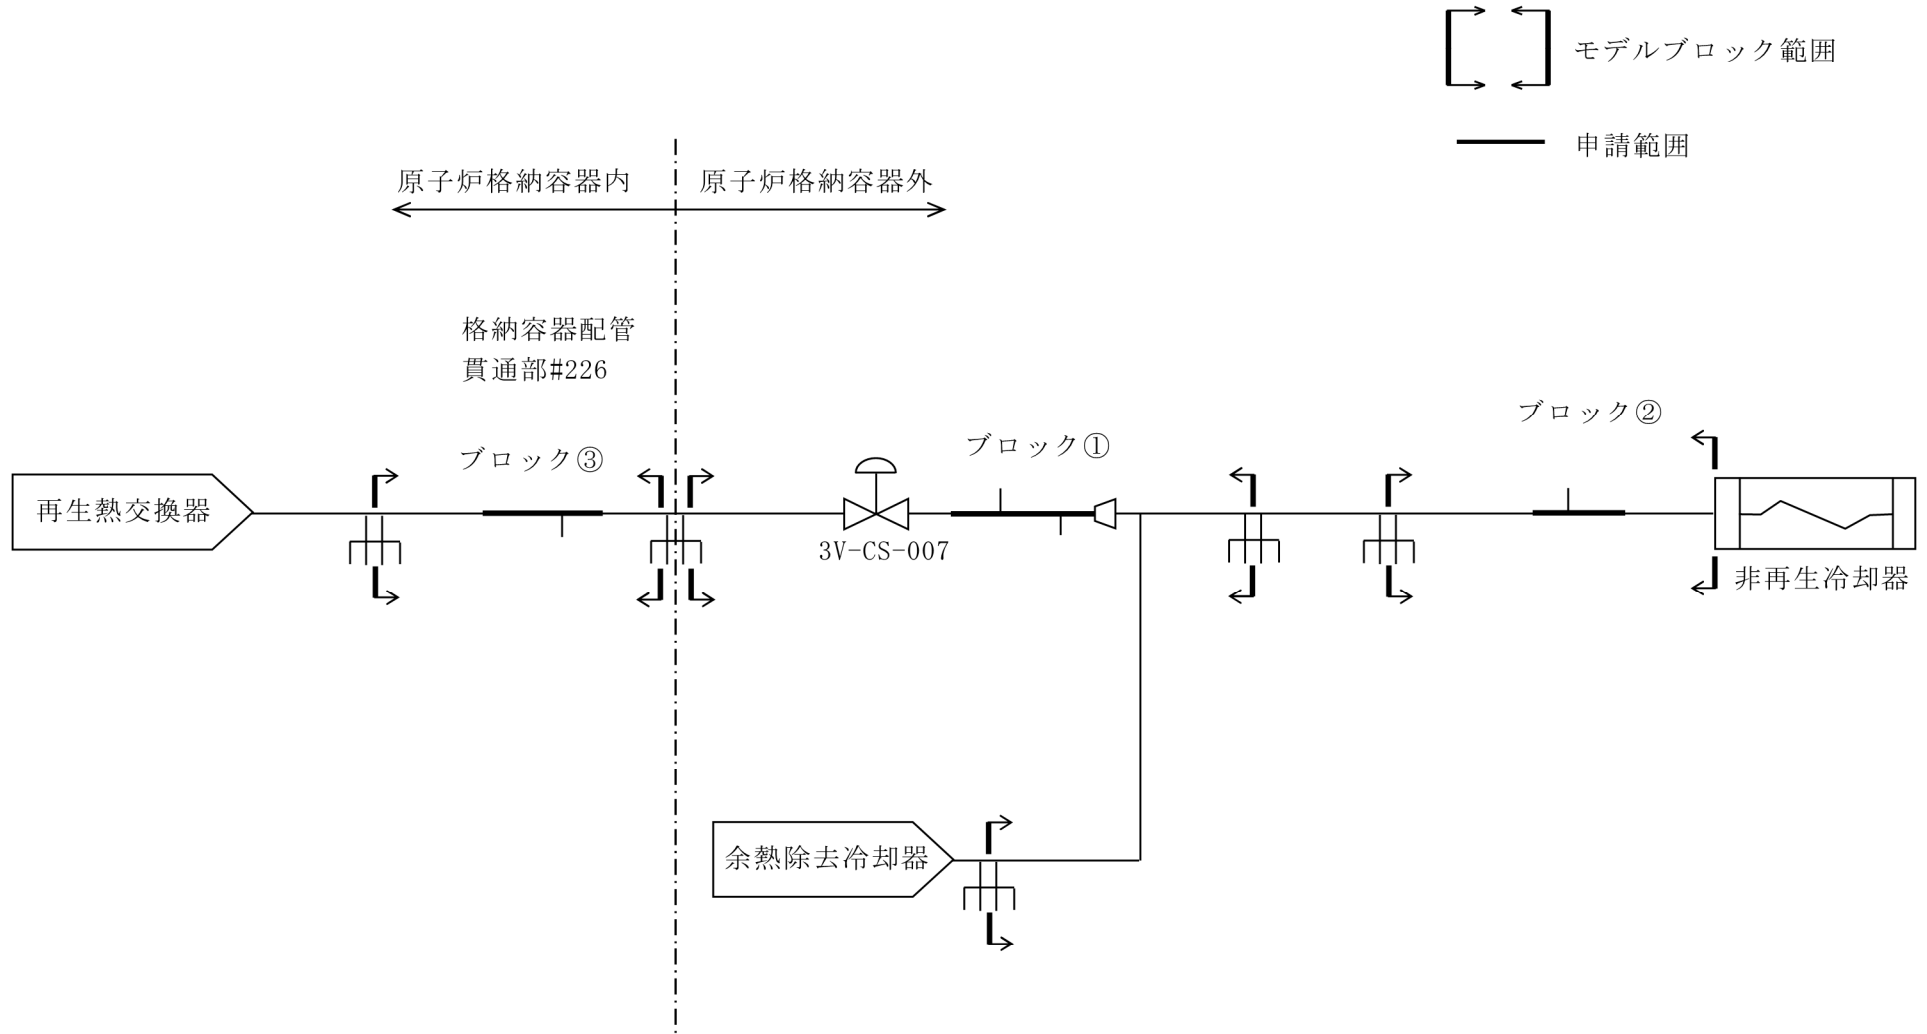 モデルブロック範囲
申請範囲
原子炉格納容器内
原子炉格納容器外
格納容器配管
貫通部#226
ブロック③
ブロック①
ブロック②
再生熱交換器
3V-CS-007
非再生冷却器
余熱除去冷却器